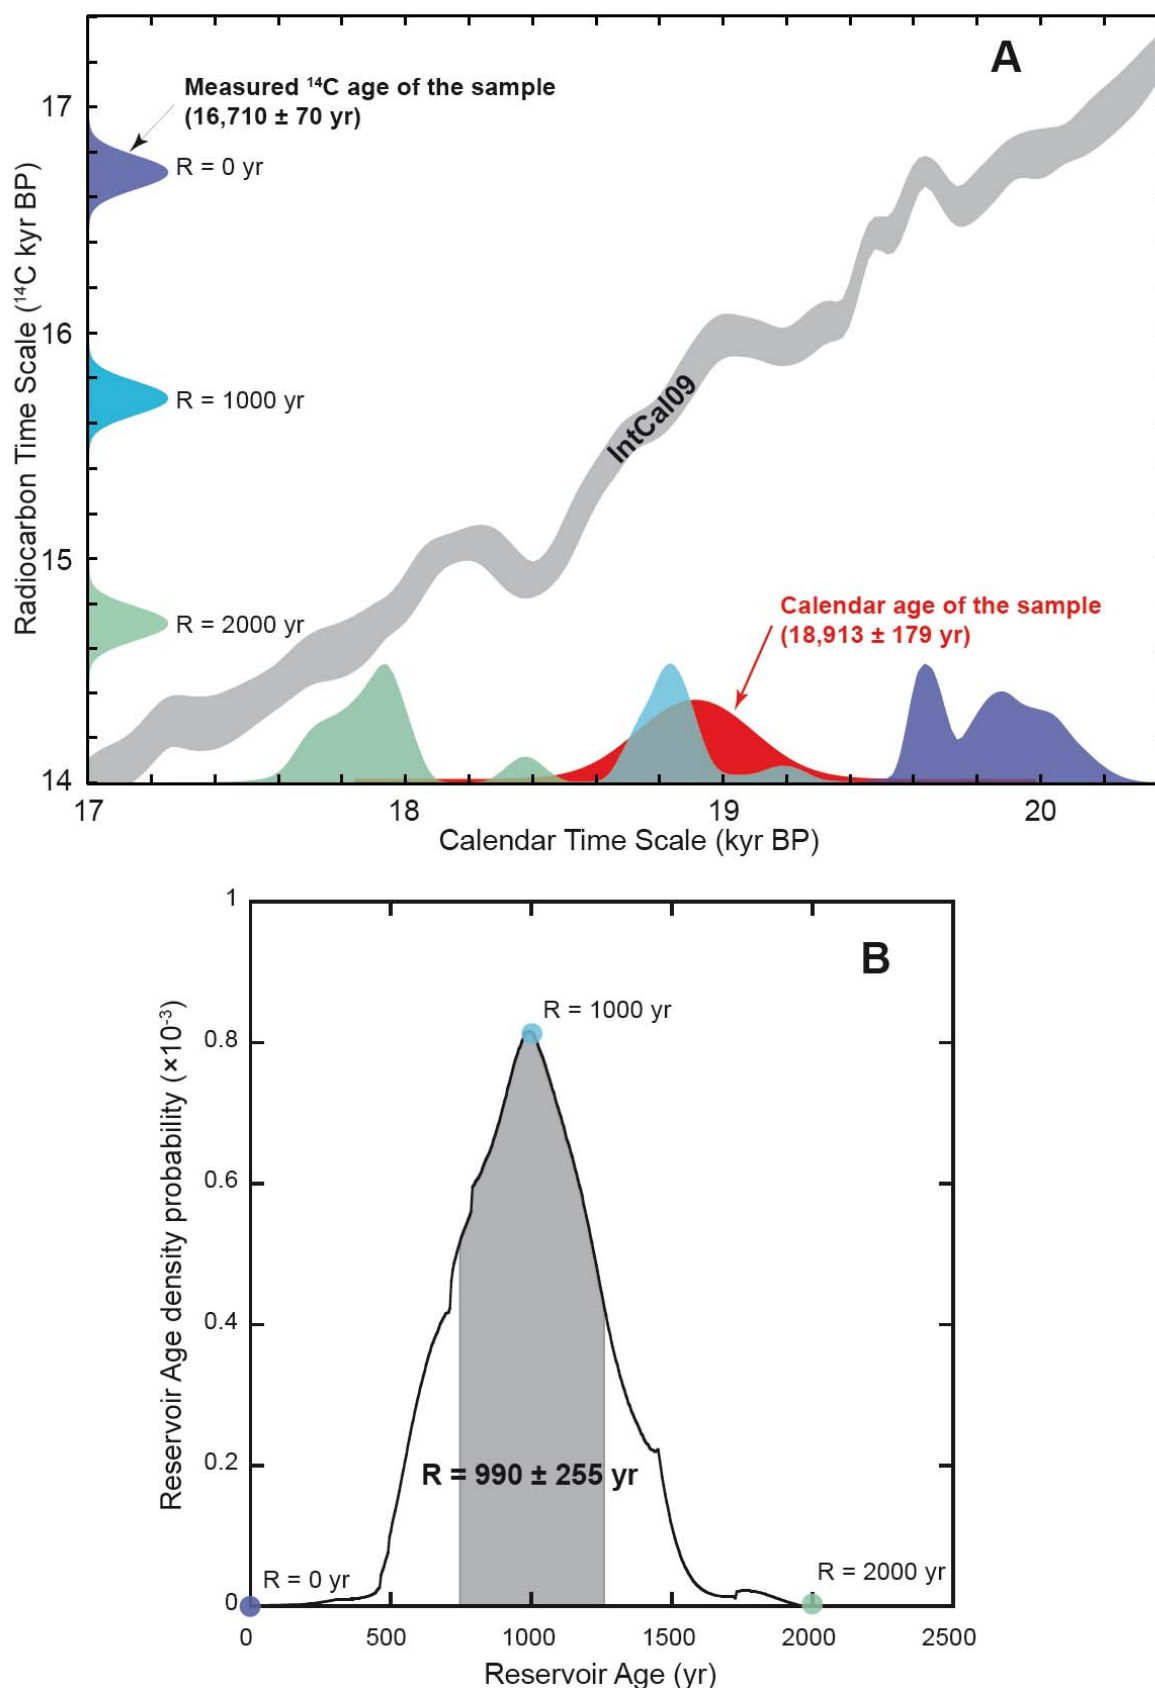 A
Measured ¹⁴C age of the sample
(16,710 ± 70 yr)
R = 0 yr
R = 1000 yr
R = 2000 yr
IntCal09
Calendar age of the sample
(18,913 ± 179 yr)
Radiocarbon Time Scale (¹⁴C kyr BP)
17
16
15
14
17
18
19
20
Calendar Time Scale (kyr BP)
B
R = 1000 yr
R = 990 ± 255 yr
R = 0 yr
R = 2000 yr
Reservoir Age density probability (×10⁻³)
1
0.8
0.6
0.4
0.2
0
0
500
1000
1500
2000
2500
Reservoir Age (yr)